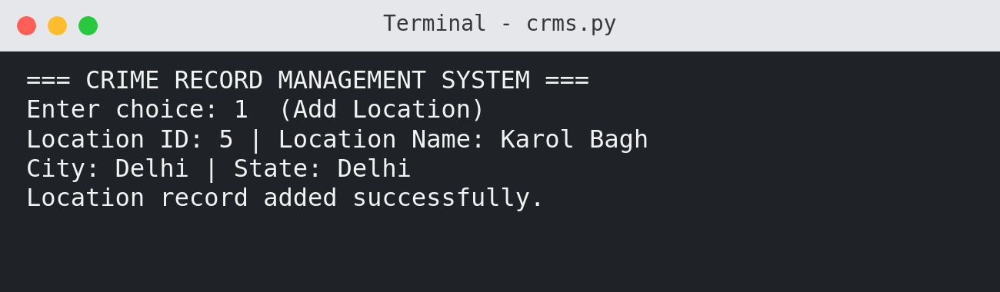 Terminal - crms.py
=== CRIME RECORD MANAGEMENT SYSTEM ===
Enter choice: 1  (Add Location)
Location ID: 5 | Location Name: Karol Bagh
City: Delhi | State: Delhi
Location record added successfully.